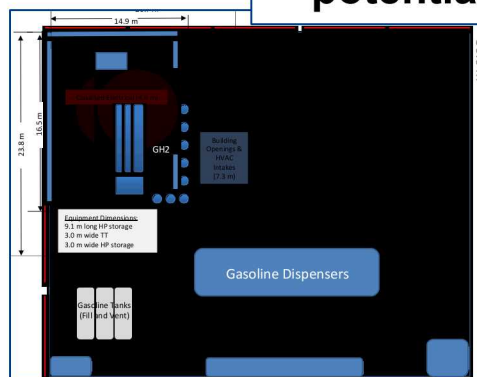 potentia
14.9 m
16.5 m
23.8 m
GH2
Building
Openings &
HVAC
Intakes
(7.3 m)
Equipment Dimensions:
9.1 m long HP storage
3.0 m wide TT
3.0 m wide HP storage
Gasoline Dispensers
Gasoline Tanks
(Fill and Vent)